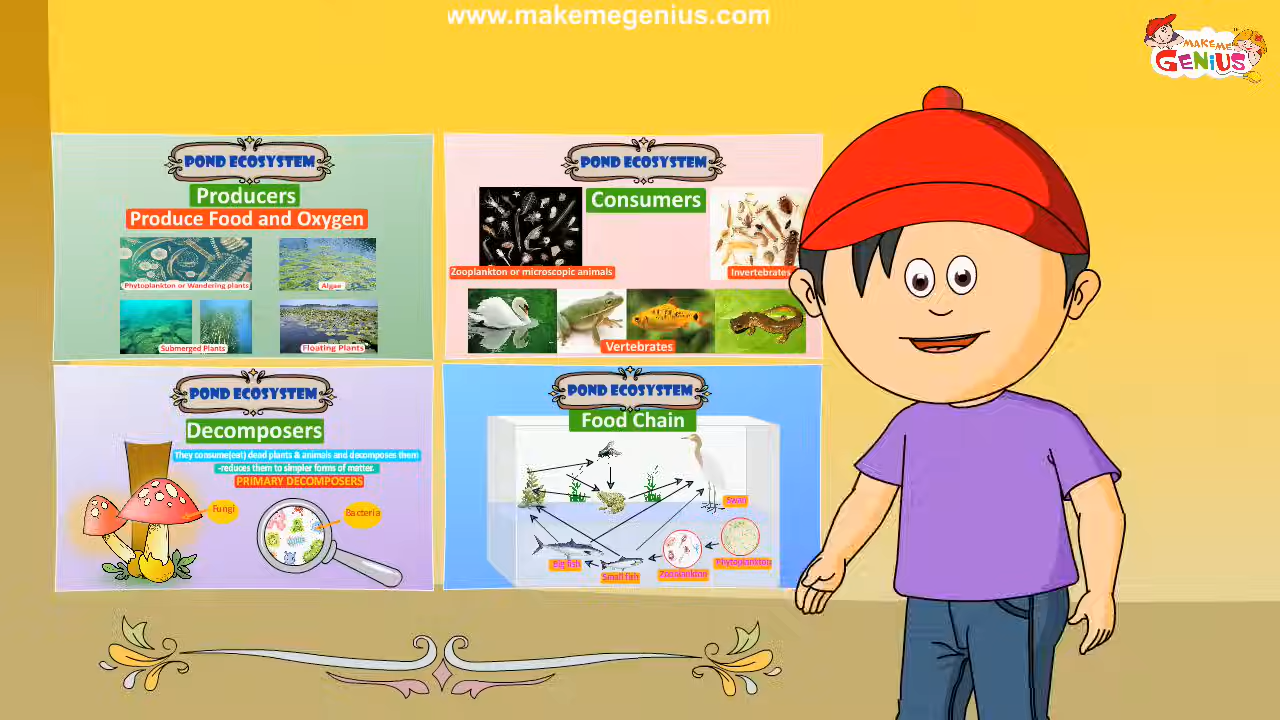 www.makemegenius.com
MAKEME
GENIUS
POND ECOSYSTEM
Producers
Produce Food and Oxygen
Phytoplankton or Wandering plants
Algae
Submerged Plants
Floating Plants
POND ECOSYSTEM
Consumers
Zooplankton or microscopic animals
Invertebrates
Vertebrates
POND ECOSYSTEM
Decomposers
They consume(eat) dead plants & animals and decomposes them
-reduces them to simpler forms of matter.
PRIMARY DECOMPOSERS
Fungi
Bacteria
POND ECOSYSTEM
Food Chain
Swan
Big fish
Small fish
Zooplankton
Phytoplankton